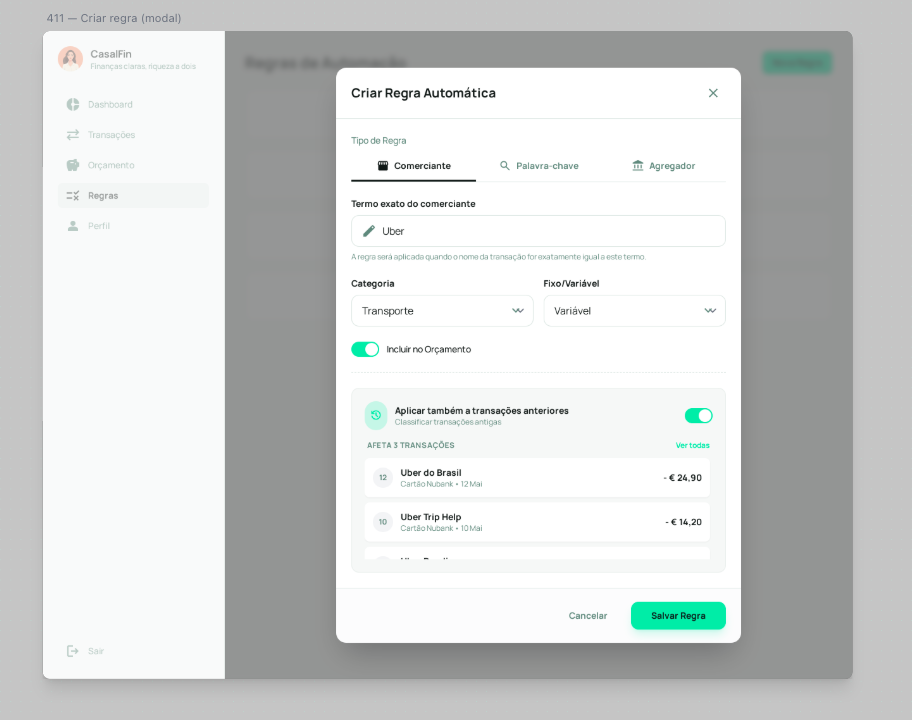 411 — Criar regra (modal)
CasalFin
Finanças claras, riqueza a dois
Dashboard
Transações
Orçamento
Regras
Perfil
Sair
Regras de Automação
Criar Regra Automática
Tipo de Regra
Comerciante
Palavra-chave
Agregador
Termo exato do comerciante
Uber
A regra será aplicada quando o nome da transação for exatamente igual a este termo.
Categoria
Fixo/Variável
Transporte
Variável
Incluir no Orçamento
Aplicar também a transações anteriores
Classificar transações antigas
AFETA 3 TRANSAÇÕES
Ver todas
12
Uber do Brasil
Cartão Nubank • 12 Mai
- € 24,90
10
Uber Trip Help
Cartão Nubank • 10 Mai
- € 14,20
Cancelar
Salvar Regra